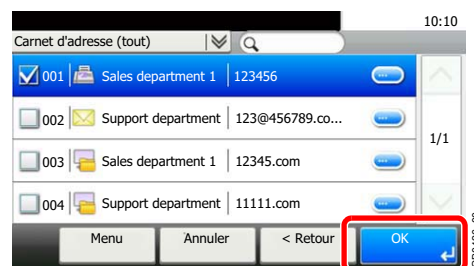 10:10
Carnet d'adresse (tout)
001 Sales department 1 123456
002 Support department 123@456789.co...
003 Sales department 1 12345.com
004 Support department 11111.com
1/1
Menu Annuler < Retour OK